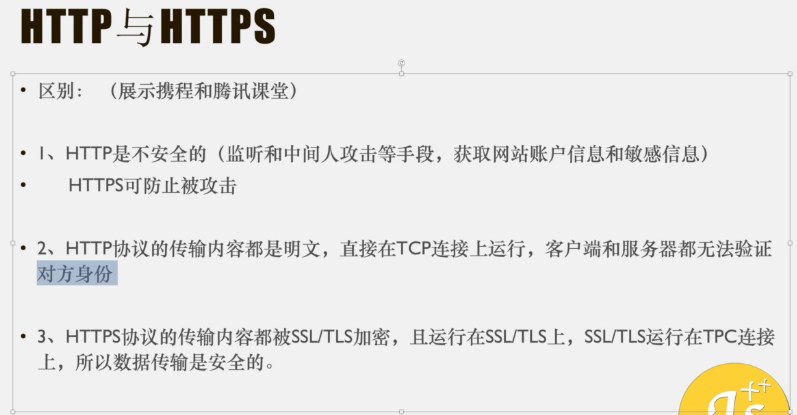 HTTP与HTTPS
• 区别： （展示携程和腾讯课堂）
• 1、HTTP是不安全的（监听和中间人攻击等手段，获取网站账户信息和敏感信息）
• HTTPS可防止被攻击
• 2、HTTP协议的传输内容都是明文，直接在TCP连接上运行，客户端和服务器都无法验证
对方身份
• 3、HTTPS协议的传输内容都被SSL/TLS加密，且运行在SSL/TLS上，SSL/TLS运行在TPC连接
上，所以数据传输是安全的。